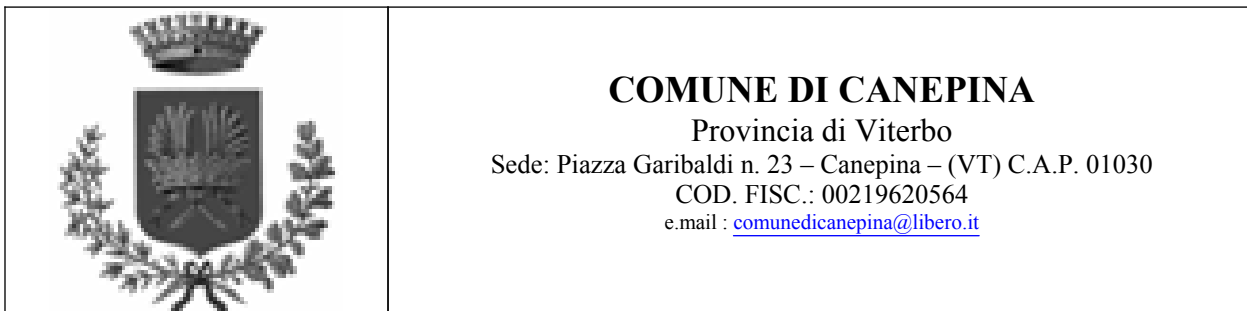 COMUNE DI CANEPINA
Provincia di Viterbo
Sede: Piazza Garibaldi n. 23 – Canepina – (VT) C.A.P. 01030
COD. FISC.: 00219620564
e.mail : comunedicanepina@libero.it